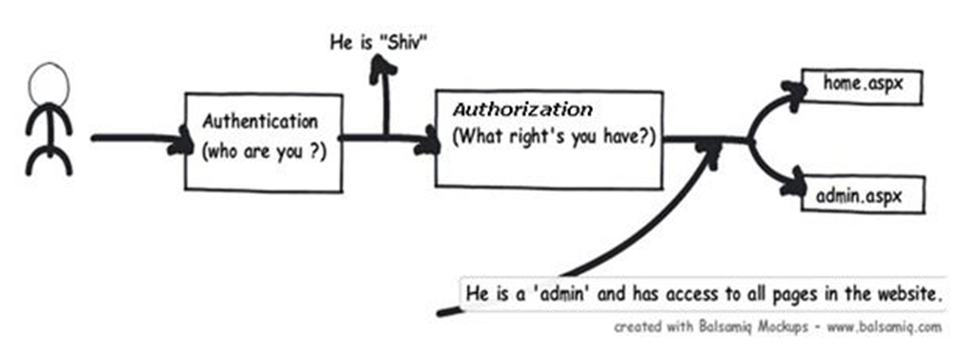 He is "Shiv"
Authentication
(who are you ?)
Authorization
(What right's you have?)
home.aspx
admin.aspx
He is a 'admin' and has access to all pages in the website.
created with Balsamiq Mockups - www.balsamiq.com